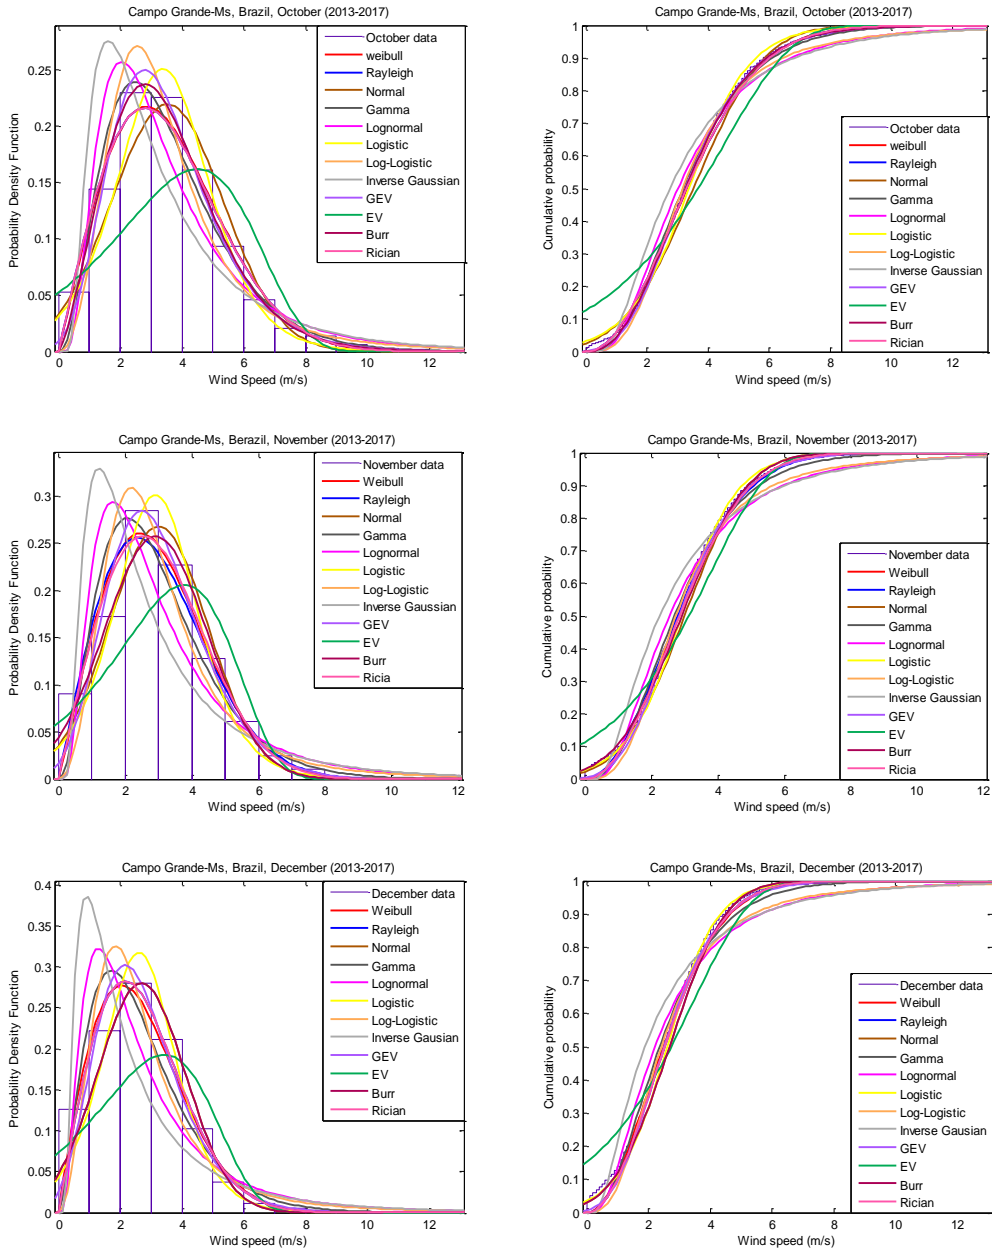 Campo Grande-Ms, Brazil, October (2013-2017)
Probability Density Function
0.25
0.2
0.15
0.1
0.05
0
0 2 4 6 8 10 12
Wind Speed (m/s)
October data
weibull
Rayleigh
Normal
Gamma
Lognormal
Logistic
Log-Logistic
Inverse Gaussian
GEV
EV
Burr
Rician
Campo Grande-Ms, Brazil, October (2013-2017)
Cumulative probability
1
0.9
0.8
0.7
0.6
0.5
0.4
0.3
0.2
0.1
0
0 2 4 6 8 10 12
Wind Speed (m/s)
October data
weibull
Rayleigh
Normal
Gamma
Lognormal
Logistic
Log-Logistic
Inverse Gaussian
GEV
EV
Burr
Rician
Campo Grande-Ms, Berazil, November (2013-2017)
Probability Density Function
0.3
0.25
0.2
0.15
0.1
0.05
0
0 2 4 6 8 10 12
Wind speed (m/s)
November data
Weibull
Rayleigh
Normal
Gamma
Lognormal
Logistic
Log-Logistic
Inverse Gaussian
GEV
EV
Burr
Ricia
Campo Grande-Ms, Brazil, November (2013-2017)
Cumulative probability
1
0.9
0.8
0.7
0.6
0.5
0.4
0.3
0.2
0.1
0
0 2 4 6 8 10 12
Wind speed (m/s)
November data
Weibull
Rayleigh
Normal
Gamma
Lognormal
Logistic
Log-Logistic
Inverse Gaussian
GEV
EV
Burr
Ricia
Campo Grande-Ms, Brazil, December (2013-2017)
Probability Density Function
0.4
0.35
0.3
0.25
0.2
0.15
0.1
0.05
0
0 2 4 6 8 10 12
Wind speed (m/s)
December data
Weibull
Rayleigh
Normal
Gamma
Lognormal
Logistic
Log-Logistic
Inverse Gausian
GEV
EV
Burr
Rician
Campo Grande-Ms, Brazil, December (2013-2017)
Cumulative probability
1
0.9
0.8
0.7
0.6
0.5
0.4
0.3
0.2
0.1
0
0 2 4 6 8 10 12
Wind speed (m/s)
December data
Weibull
Rayleigh
Normal
Gamma
Lognormal
Logistic
Log-Logistic
Inverse Gausian
GEV
EV
Burr
Rician